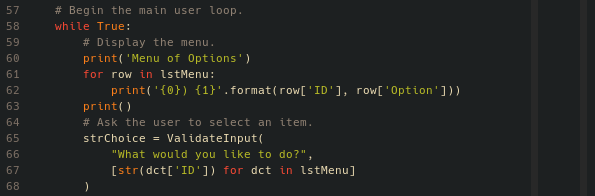 57     # Begin the main user loop.
58     while True:
59         # Display the menu.
60         print('Menu of Options')
61         for row in lstMenu:
62             print('{0}) {1}'.format(row['ID'], row['Option']))
63         print()
64         # Ask the user to select an item.
65         strChoice = ValidateInput(
66             "What would you like to do?",
67             [str(dct['ID']) for dct in lstMenu]
68         )